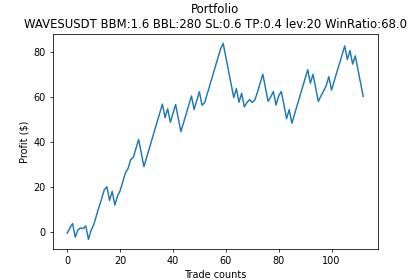 Portfolio
WAVESUSDT BBM:1.6 BBL:280 SL:0.6 TP:0.4 lev:20 WinRatio:68.0
80
60
40
20
0
Profit ($)
0 20 40 60 80 100
Trade counts